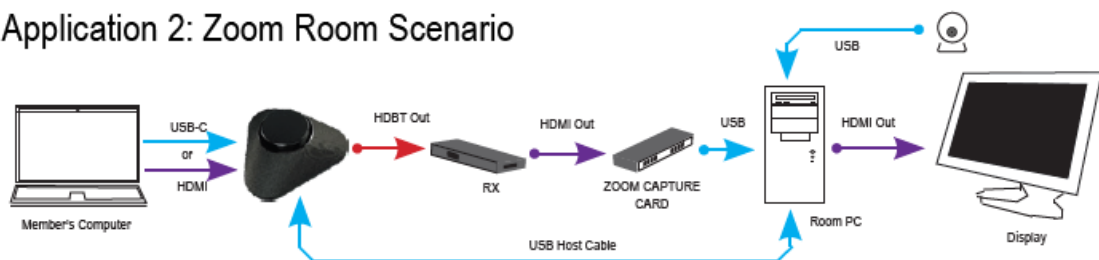 Application 2: Zoom Room Scenario
USB
USB-C
or
HDMI
HDBT Out
HDMI Out
USB
HDMI Out
RX
ZOOM CAPTURE
CARD
Room PC
Member's Computer
Display
USB Host Cable